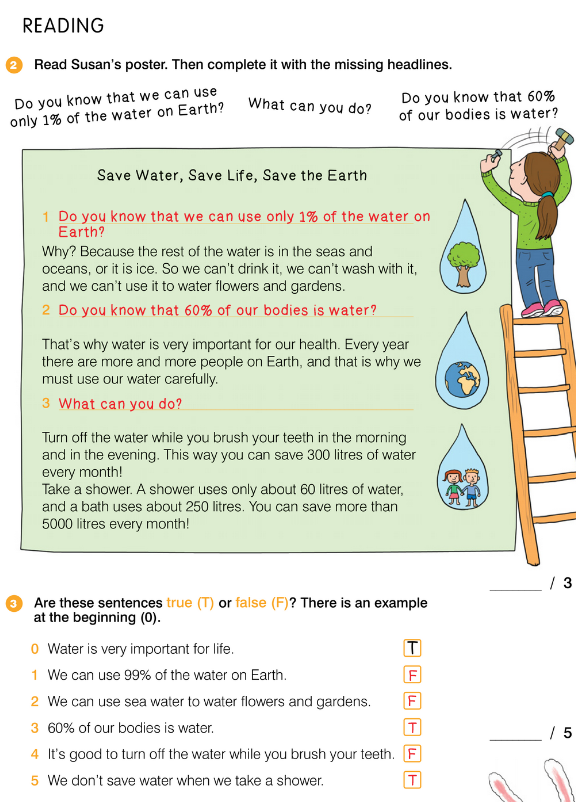 READING
2 Read Susan's poster. Then complete it with the missing headlines.
Do you know that we can use
only 1% of the water on Earth?
What can you do?
Do you know that 60%
of our bodies is water?
Save Water, Save Life, Save the Earth
1 Do you know that we can use only 1% of the water on
Earth?
Why? Because the rest of the water is in the seas and
oceans, or it is ice. So we can't drink it, we can't wash with it,
and we can't use it to water flowers and gardens.
2 Do you know that 60% of our bodies is water?
That's why water is very important for our health. Every year
there are more and more people on Earth, and that is why we
must use our water carefully.
3 What can you do?
Turn off the water while you brush your teeth in the morning
and in the evening. This way you can save 300 litres of water
every month!
Take a shower. A shower uses only about 60 litres of water,
and a bath uses about 250 litres. You can save more than
5000 litres every month!
______ / 3
3 Are these sentences true (T) or false (F)? There is an example
at the beginning (0).
0 Water is very important for life. T
1 We can use 99% of the water on Earth. F
2 We can use sea water to water flowers and gardens. F
3 60% of our bodies is water. T
4 It's good to turn off the water while you brush your teeth. F
5 We don't save water when we take a shower. T
______ / 5